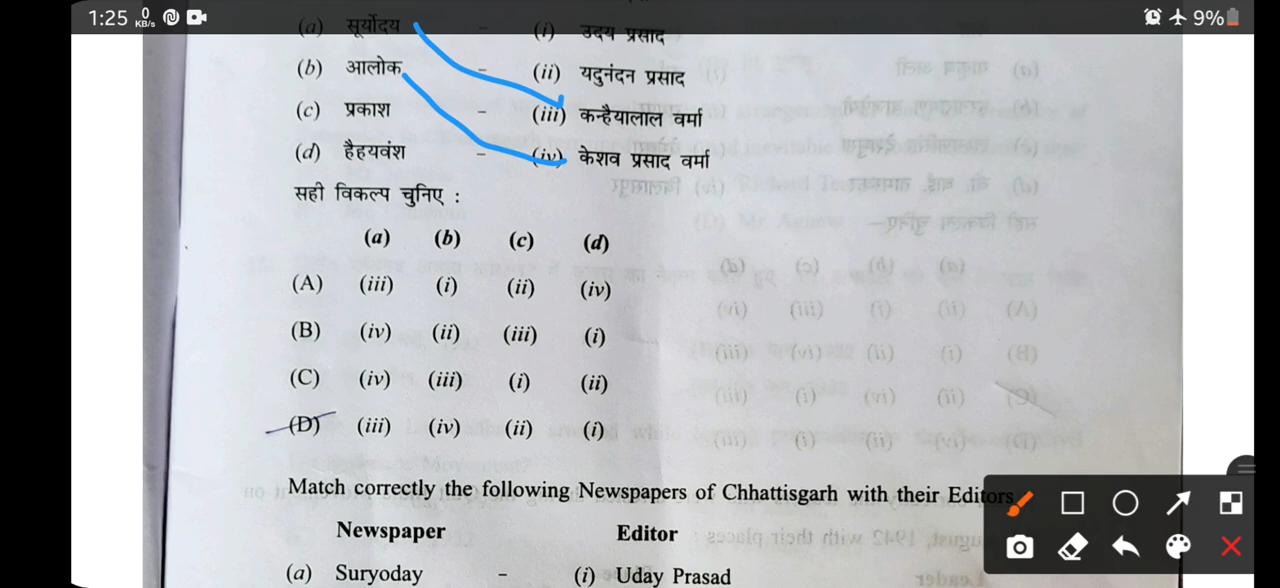 1:25 0 KB/s 9%
(a) सूर्योदय - (i) उदय प्रसाद
(b) आलोक - (ii) यदुनंदन प्रसाद
(c) प्रकाश - (iii) कन्हैयालाल वर्मा
(d) हैहयवंश - (iv) केशव प्रसाद वर्मा
सही विकल्प चुनिए :
(a) (b) (c) (d)
(A) (iii) (i) (ii) (iv)
(B) (iv) (ii) (iii) (i)
(C) (iv) (iii) (i) (ii)
(D) (iii) (iv) (ii) (i)
Match correctly the following Newspapers of Chhattisgarh with their Editors
Newspaper Editor
(a) Suryoday - (i) Uday Prasad